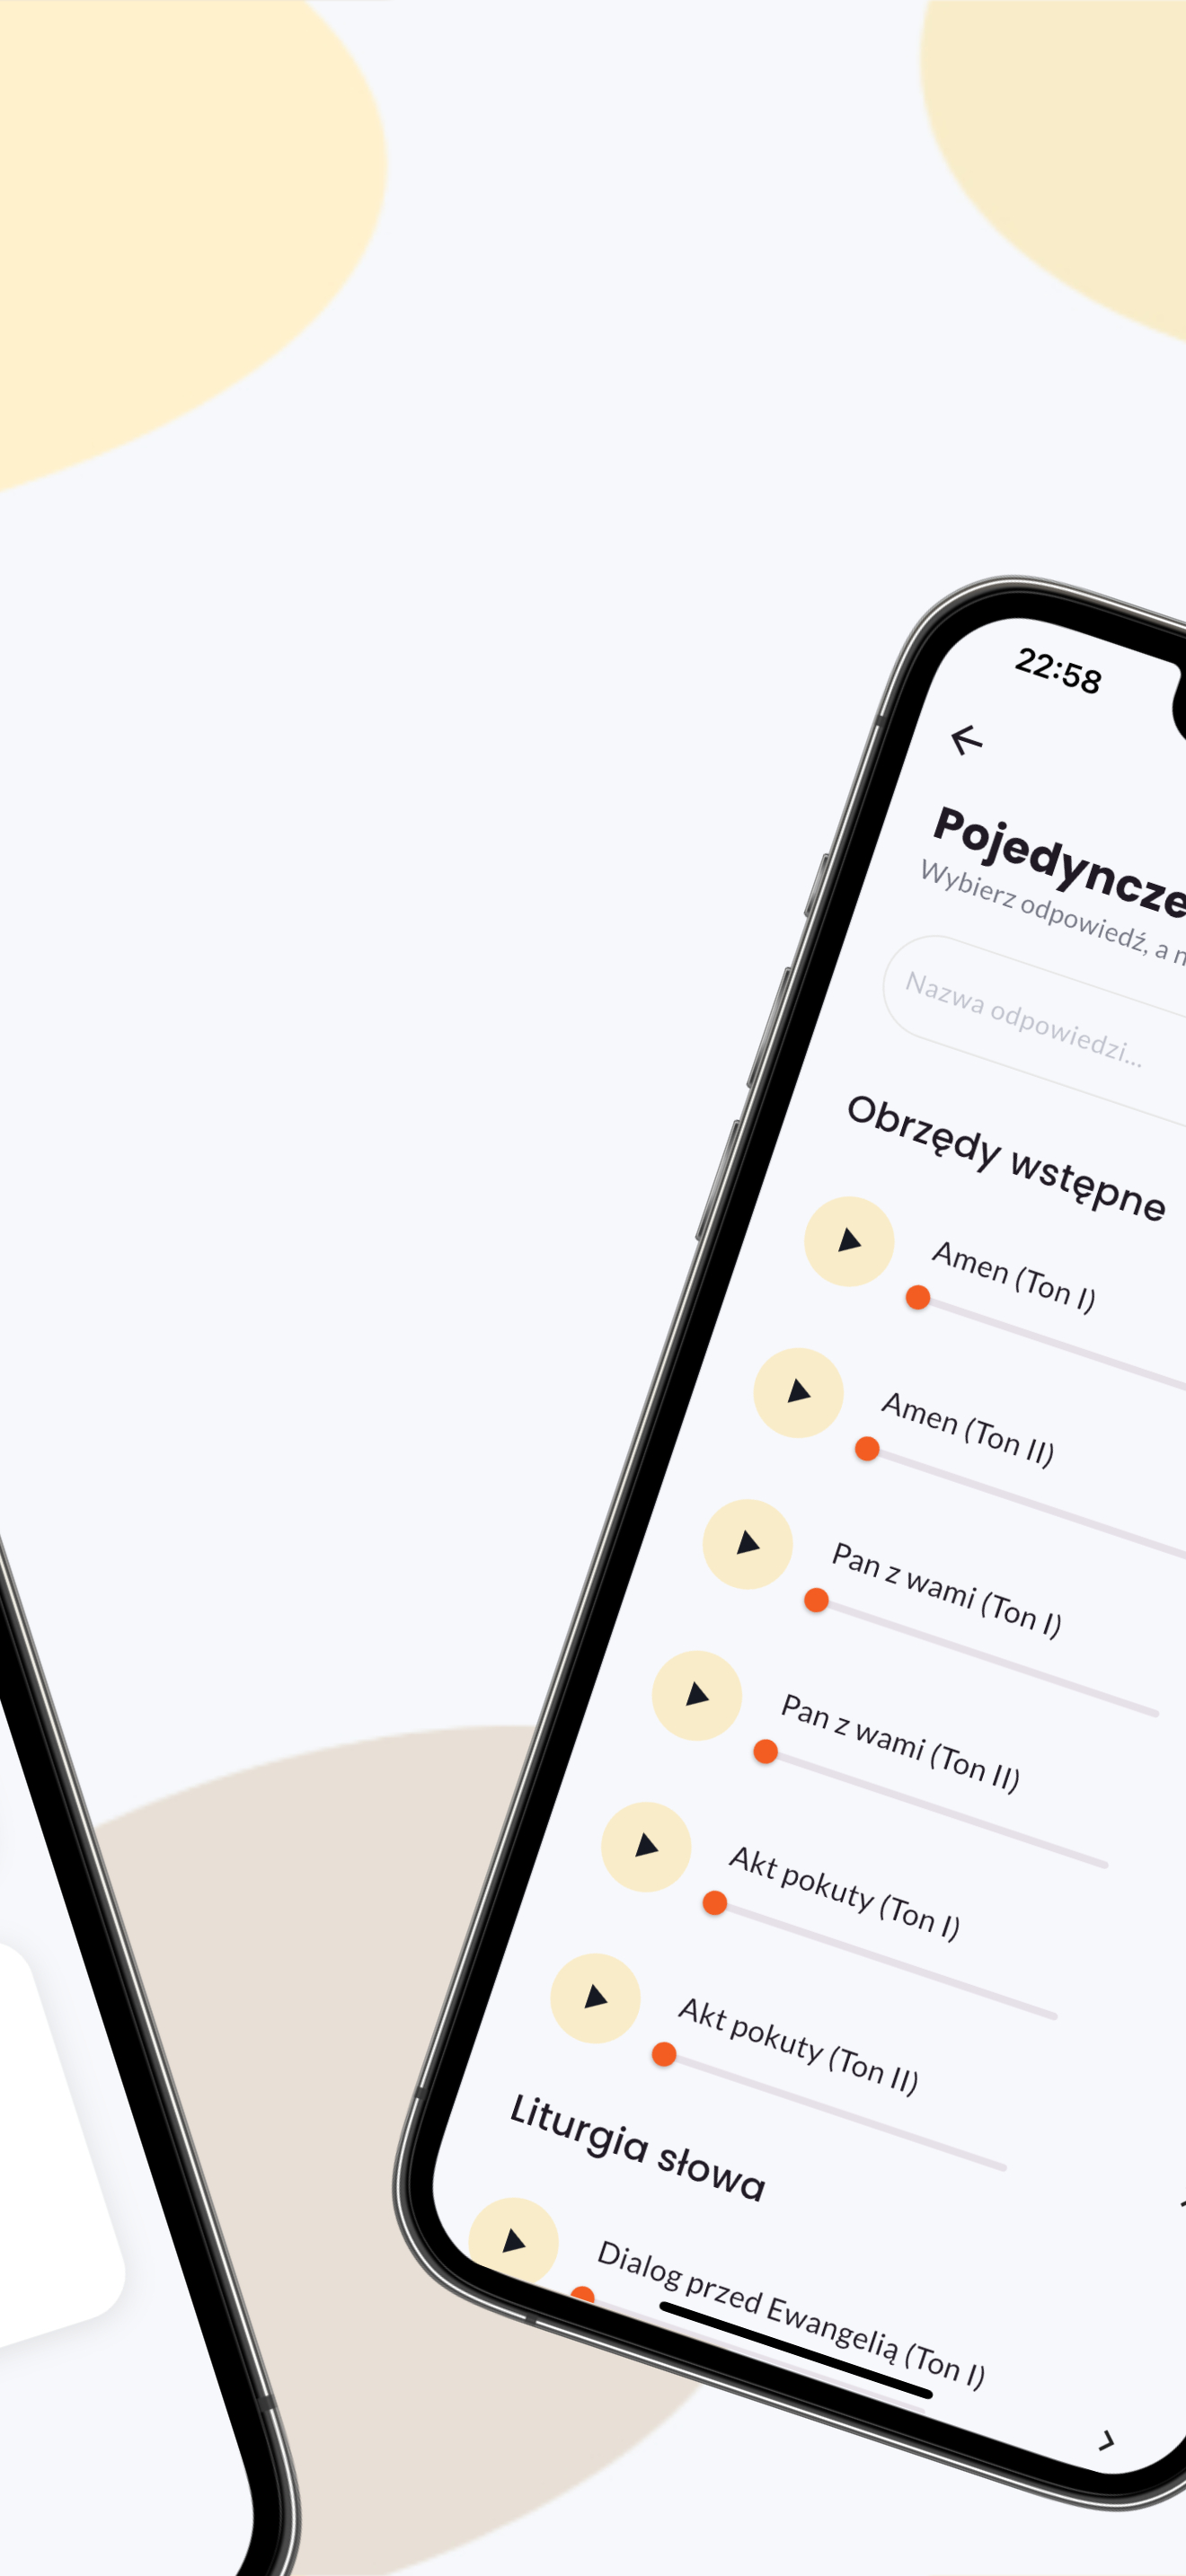 22:58
Pojedyncze
Wybierz odpowiedź, a
Nazwa odpowiedzi...
Obrzędy wstępne
Amen (Ton I)
Amen (Ton II)
Pan z wami (Ton I)
Pan z wami (Ton II)
Akt pokuty (Ton I)
Akt pokuty (Ton II)
Liturgia słowa
Dialog przed Ewangelią (Ton I)